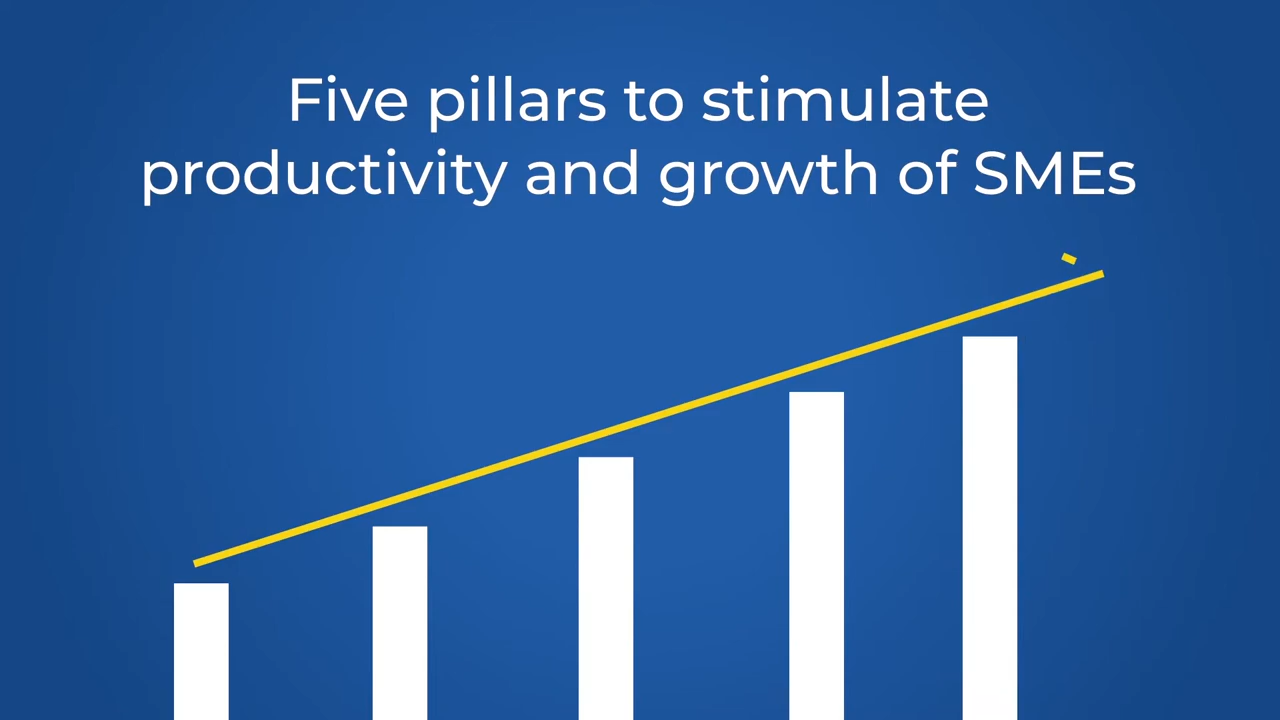 Five pillars to stimulate
productivity and growth of SMEs